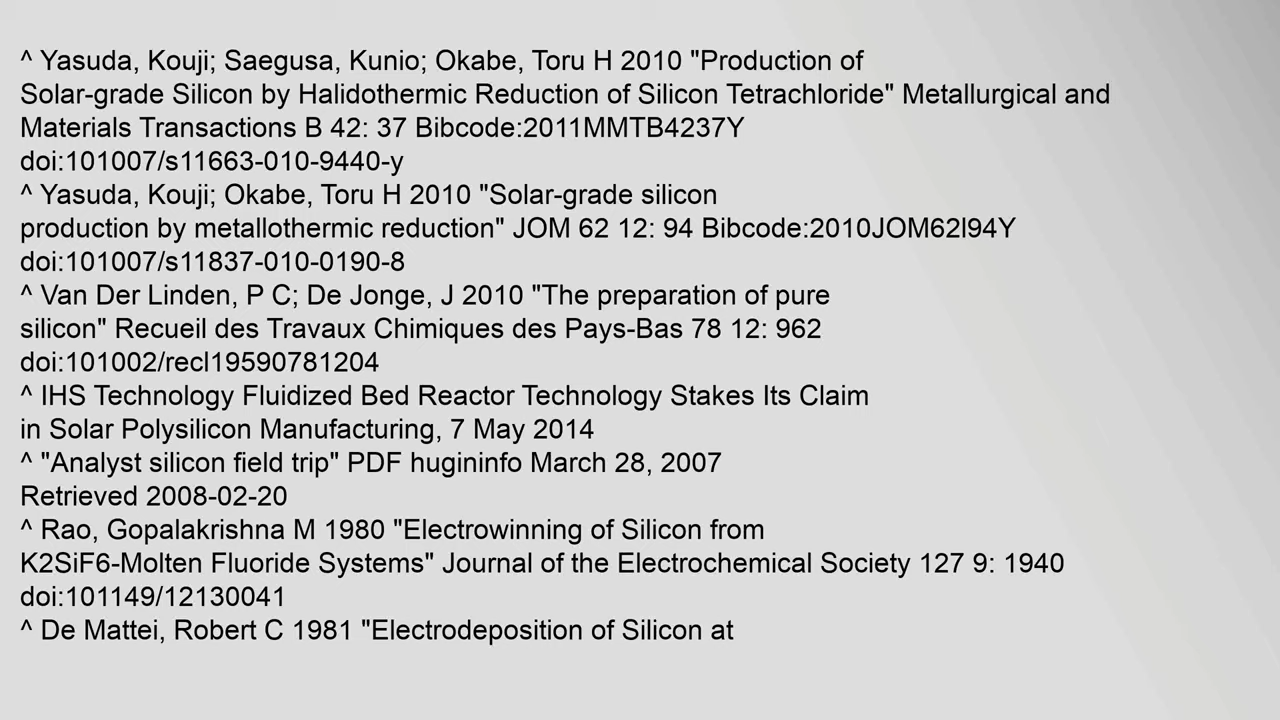 ^ Yasuda, Kouji; Saegusa, Kunio; Okabe, Toru H 2010 "Production of
Solar-grade Silicon by Halidothermic Reduction of Silicon Tetrachloride" Metallurgical and
Materials Transactions B 42: 37 Bibcode:2011MMTB4237Y
doi:101007/s11663-010-9440-y
^ Yasuda, Kouji; Okabe, Toru H 2010 "Solar-grade silicon
production by metallothermic reduction" JOM 62 12: 94 Bibcode:2010JOM62l94Y
doi:101007/s11837-010-0190-8
^ Van Der Linden, P C; De Jonge, J 2010 "The preparation of pure
silicon" Recueil des Travaux Chimiques des Pays-Bas 78 12: 962
doi:101002/recl19590781204
^ IHS Technology Fluidized Bed Reactor Technology Stakes Its Claim
in Solar Polysilicon Manufacturing, 7 May 2014
^ "Analyst silicon field trip" PDF hugininfo March 28, 2007
Retrieved 2008-02-20
^ Rao, Gopalakrishna M 1980 "Electrowinning of Silicon from
K2SiF6-Molten Fluoride Systems" Journal of the Electrochemical Society 127 9: 1940
doi:101149/12130041
^ De Mattei, Robert C 1981 "Electrodeposition of Silicon at